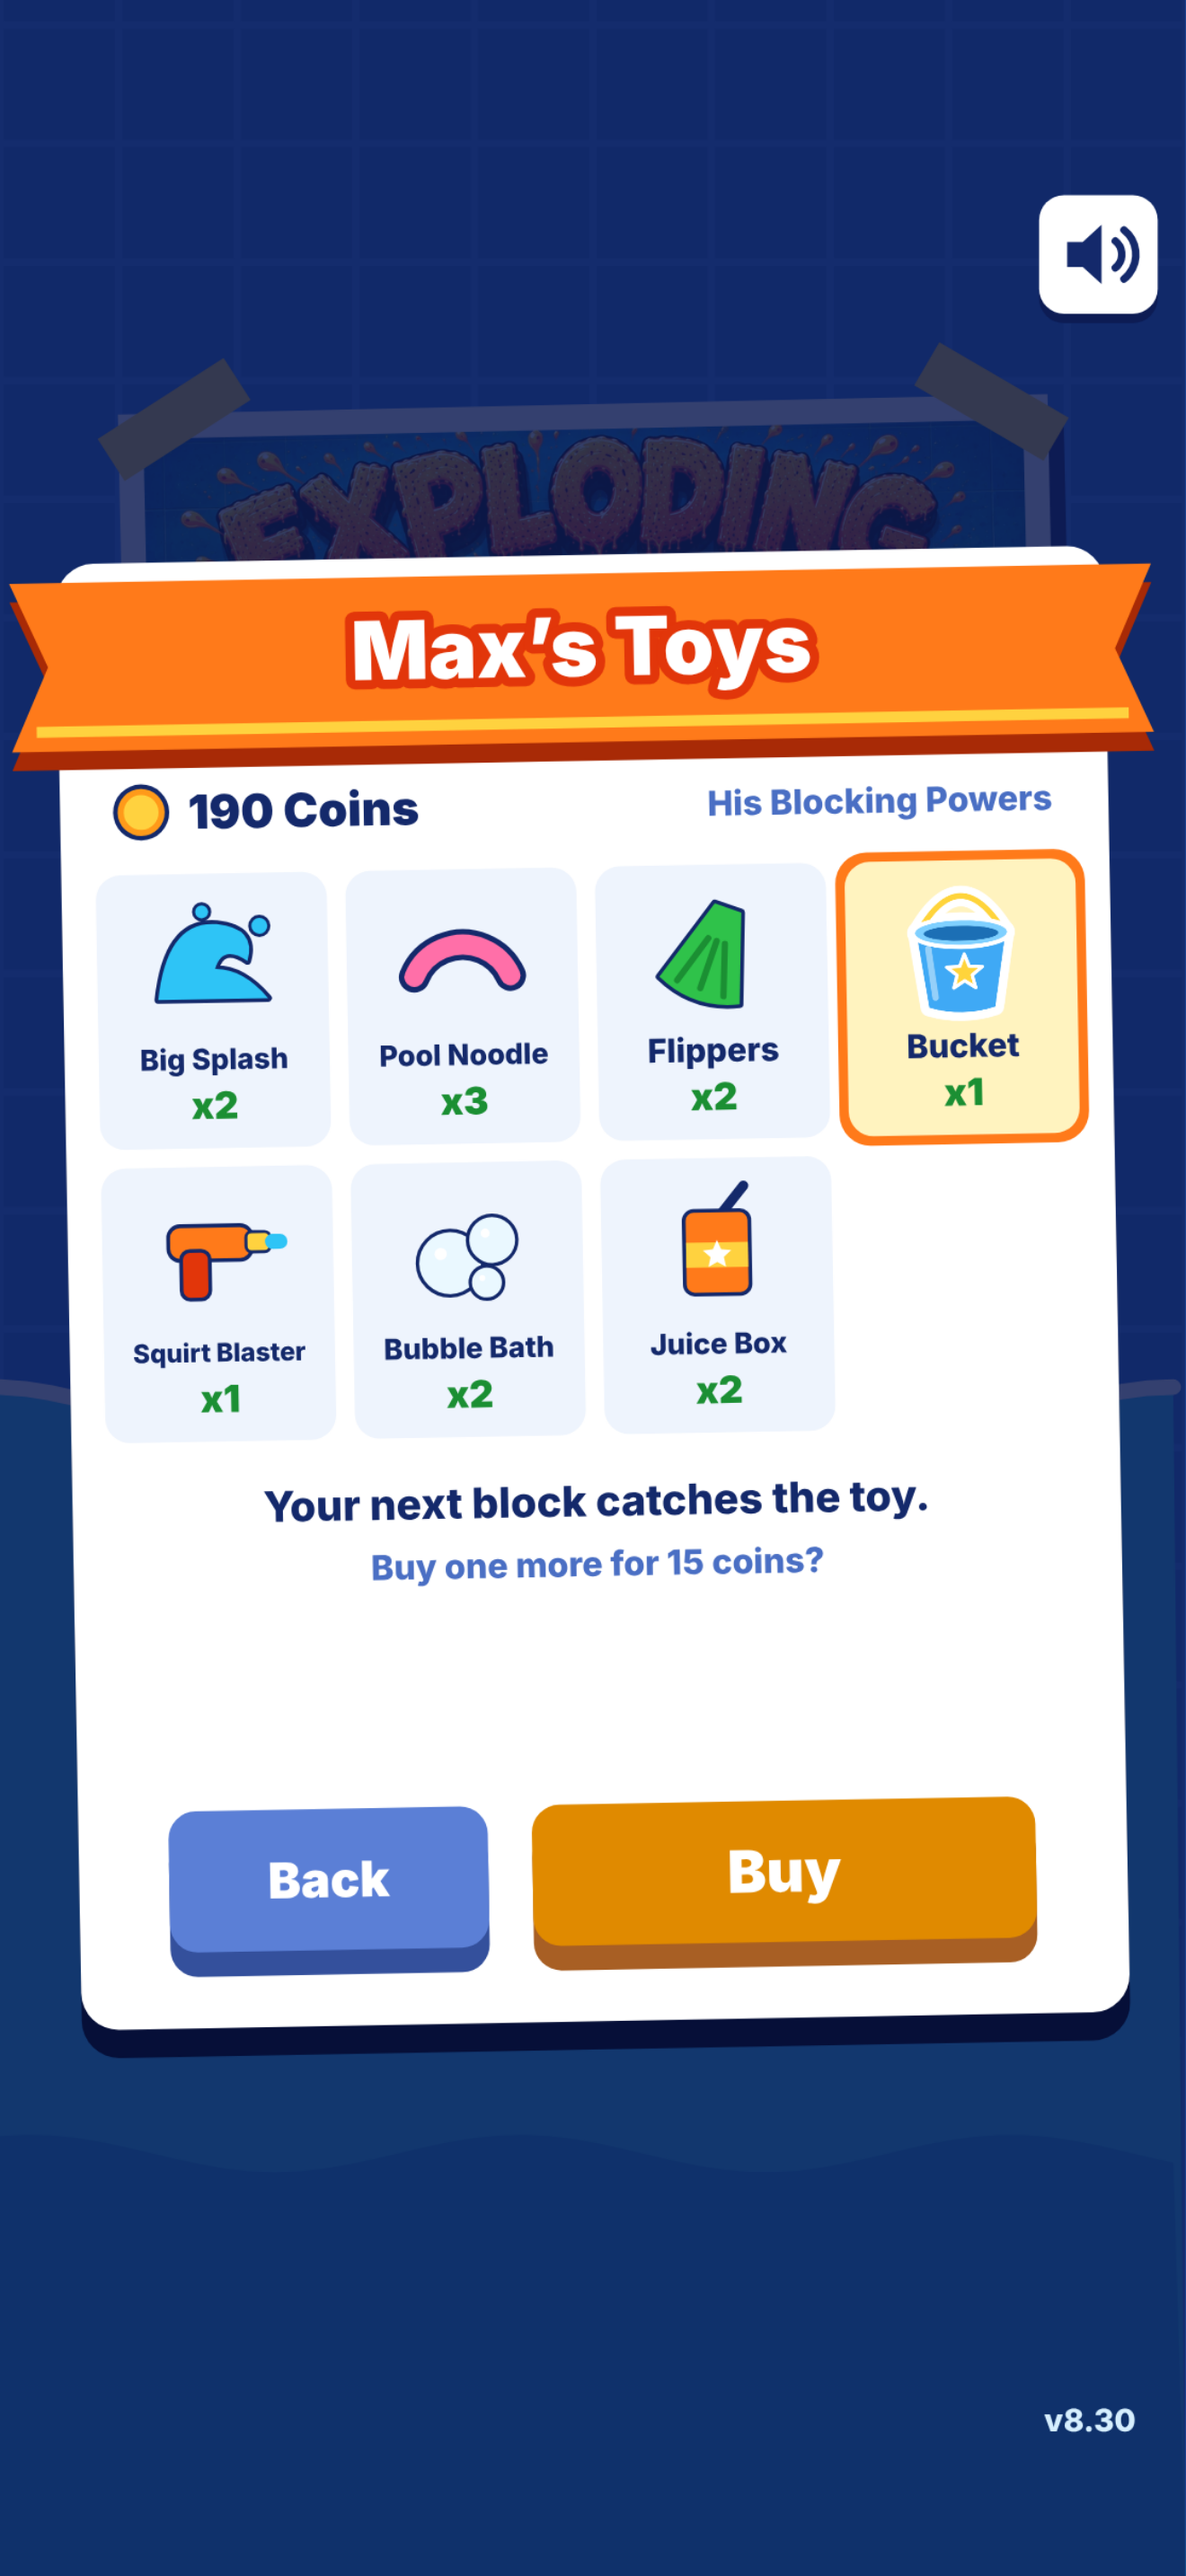 EXPLODING
Max's Toys
190 Coins
His Blocking Powers
Big Splash
x2
Pool Noodle
x3
Flippers
x2
Bucket
x1
Squirt Blaster
x1
Bubble Bath
x2
Juice Box
x2
Your next block catches the toy.
Buy one more for 15 coins?
Back
Buy
v8.30